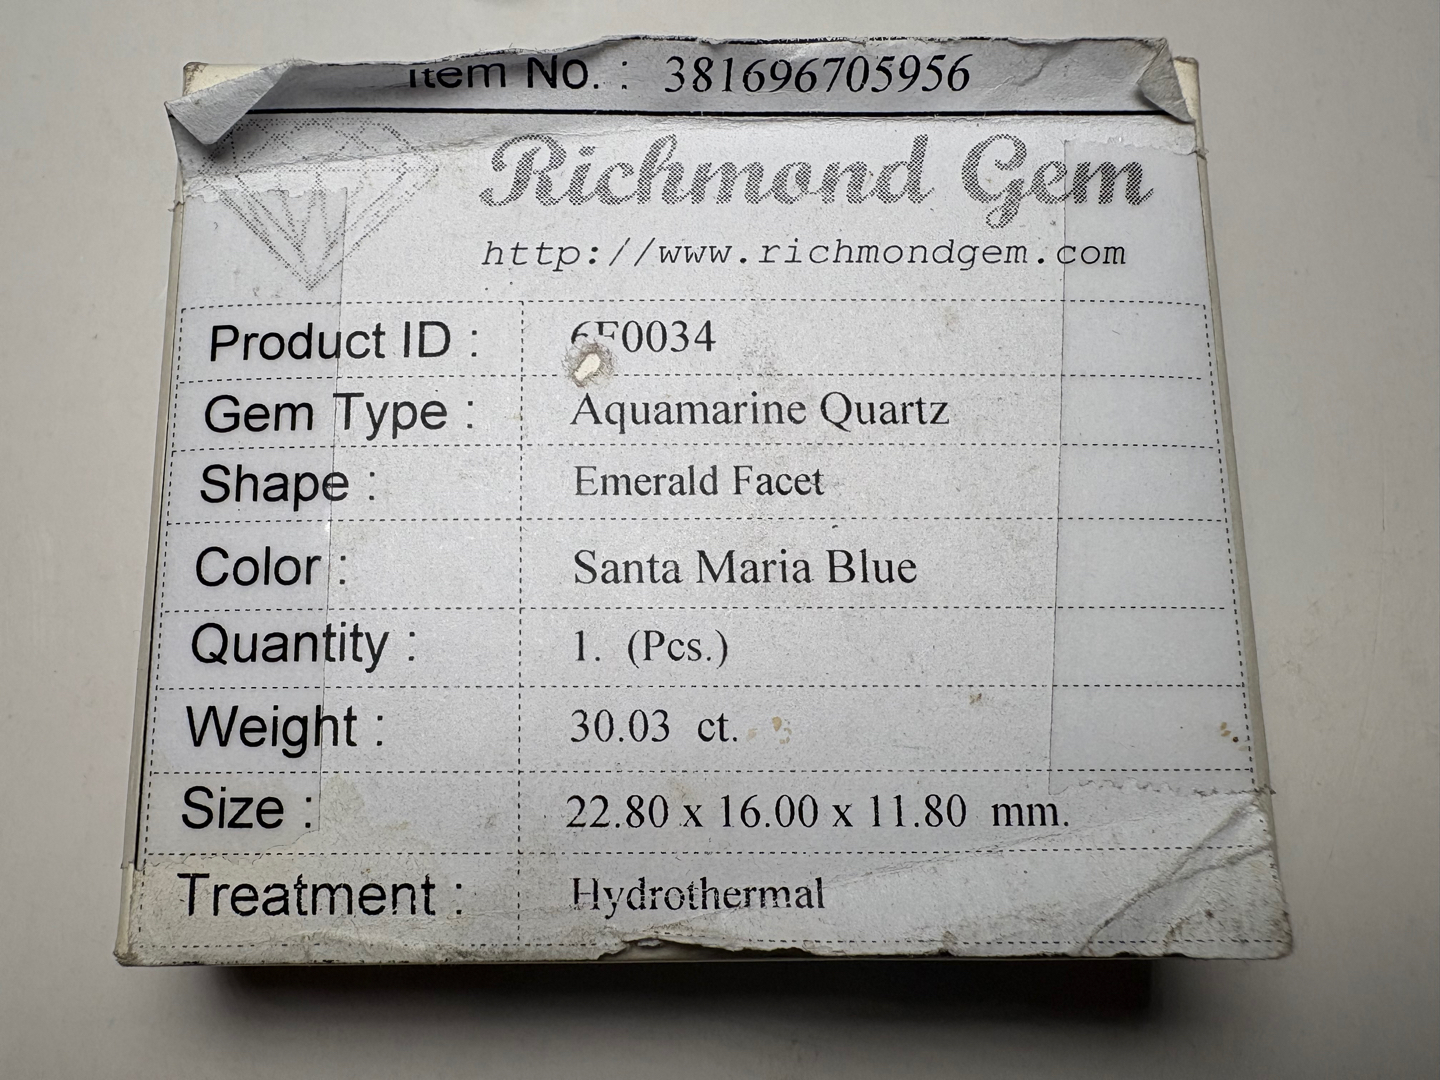 Item No. : 381696705956
Richmond Gem
http://www.richmondgem.com
Product ID :
Gem Type : Aquamarine Quartz
Shape : Emerald Facet
Color : Santa Maria Blue
Quantity : 1. (Pcs.)
Weight : 30.03 ct.
Size : 22.80 x 16.00 x 11.80 mm.
Treatment : Hydrothermal